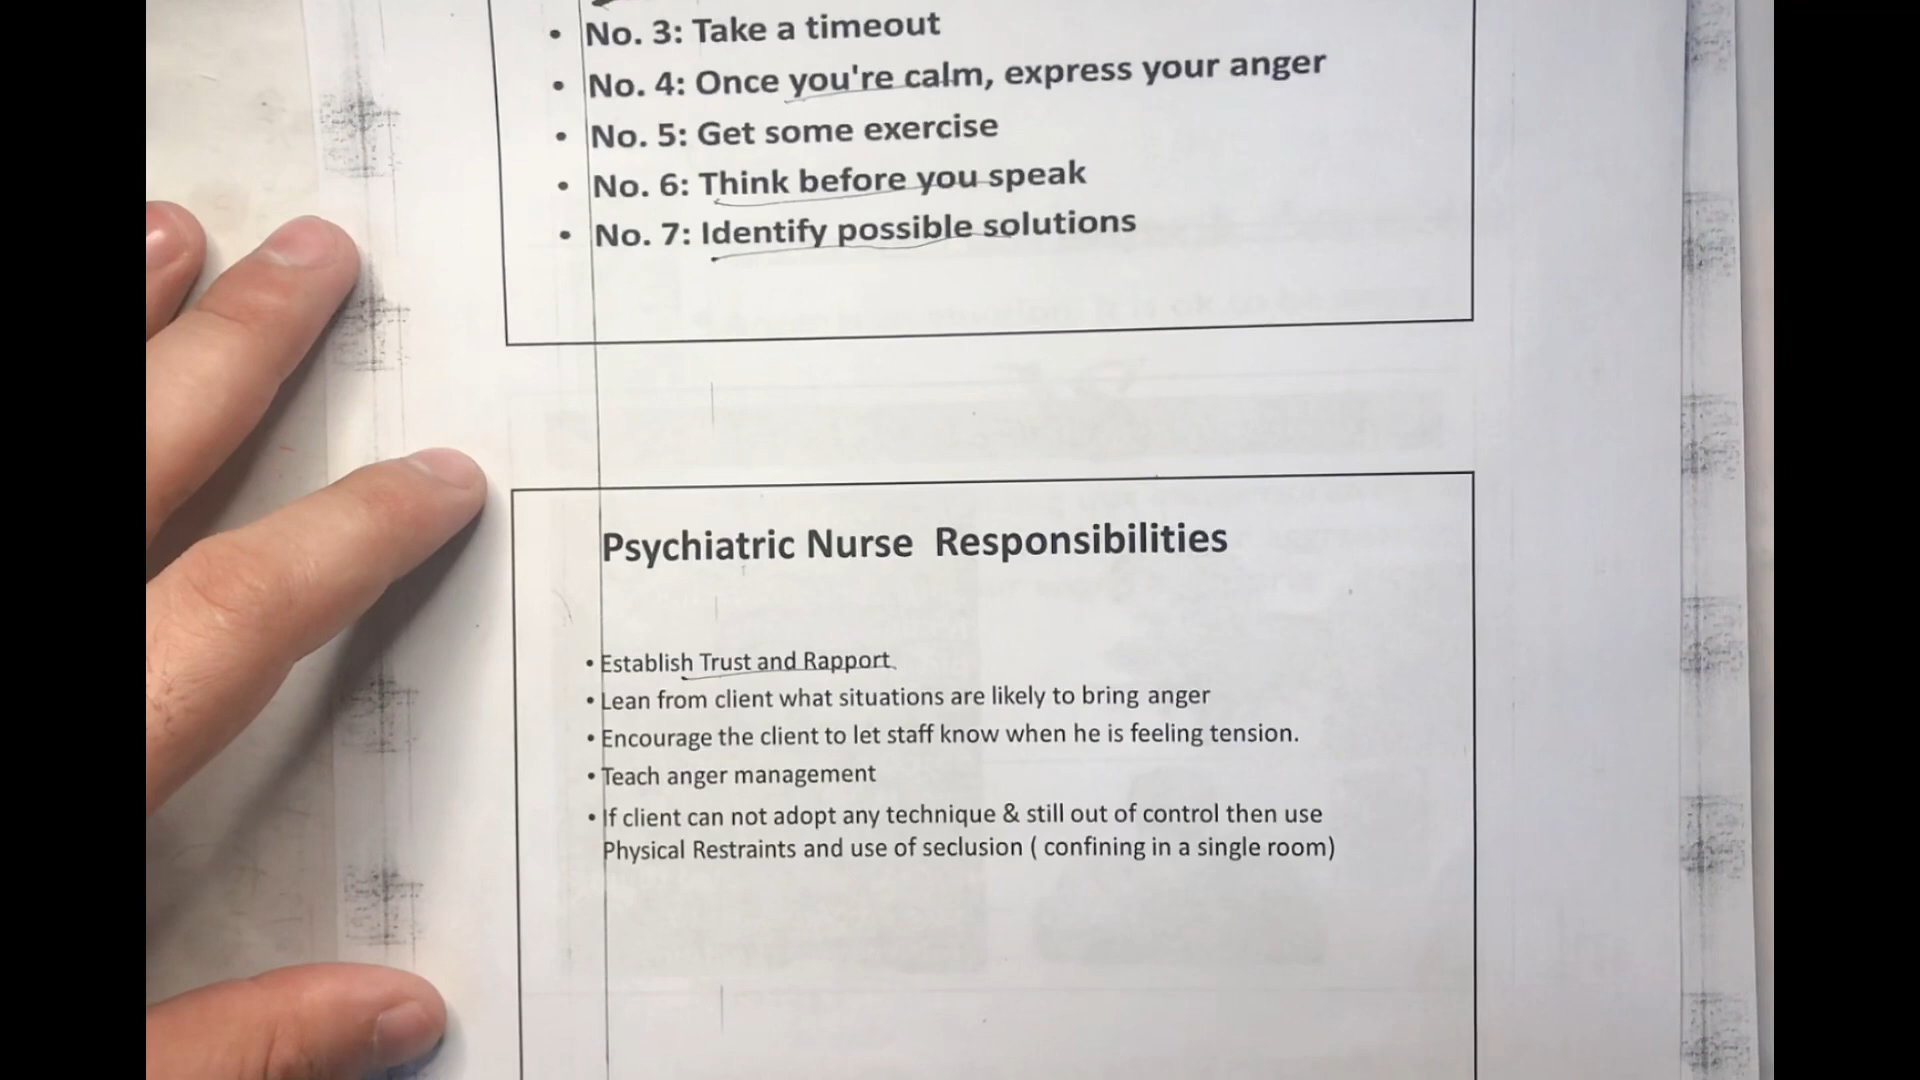 • No. 3: Take a timeout
• No. 4: Once you're calm, express your anger
• No. 5: Get some exercise
• No. 6: Think before you speak
• No. 7: Identify possible solutions
Psychiatric Nurse Responsibilities
• Establish Trust and Rapport
• Lean from client what situations are likely to bring anger
• Encourage the client to let staff know when he is feeling tension.
• Teach anger management
• If client can not adopt any technique & still out of control then use
Physical Restraints and use of seclusion ( confining in a single room)